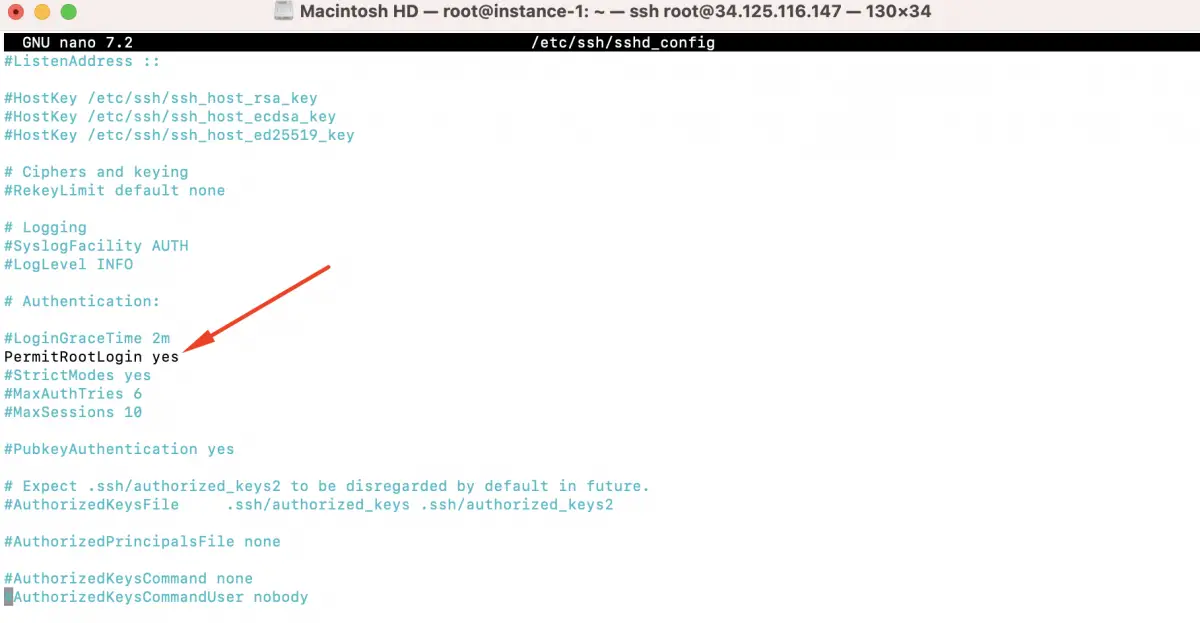 Macintosh HD — root@instance-1: ~ — ssh root@34.125.116.147 — 130×34
GNU nano 7.2 /etc/ssh/sshd_config
#ListenAddress ::
#HostKey /etc/ssh/ssh_host_rsa_key
#HostKey /etc/ssh/ssh_host_ecdsa_key
#HostKey /etc/ssh/ssh_host_ed25519_key
# Ciphers and keying
#RekeyLimit default none
# Logging
#SyslogFacility AUTH
#LogLevel INFO
# Authentication:
#LoginGraceTime 2m
PermitRootLogin yes
#StrictModes yes
#MaxAuthTries 6
#MaxSessions 10
#PubkeyAuthentication yes
# Expect .ssh/authorized_keys2 to be disregarded by default in future.
#AuthorizedKeysFile     .ssh/authorized_keys .ssh/authorized_keys2
#AuthorizedPrincipalsFile none
#AuthorizedKeysCommand none
#AuthorizedKeysCommandUser nobody